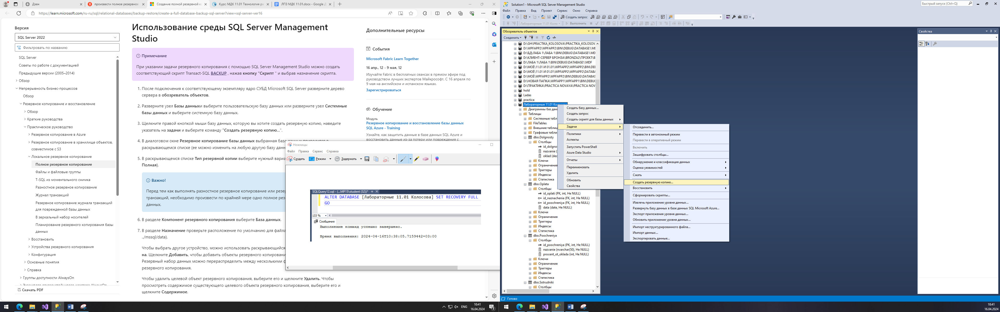 Дзен
произвести полное резервное
Создание полной резервной ко
Курс: МДК 11.01 Технология ра
ЛПЗ МДК 11.01.docx - Google Д
https://learn.microsoft.com/ru-ru/sql/relational-databases/backup-restore/create-a-full-database-backup-sql-server?view=sql-server-ver16
Версия
SQL Server 2022
Фильтровать по названию
SQL Server
Советы по работе с документацией
Предыдущие версии (2005–2014)
Обзор
Непрерывность бизнес-процессов
Обзор
Резервное копирование и восстановление
Обзор
Краткие руководства
Практическое руководство
Резервное копирование в Azure
Резервное копирование в хранилище объектов,
совместимое с S3
Локальное резервное копирование
Полное резервное копирование
Файлы и файловые группы
T-SQL из моментального снимка
Разностное резервное копирование
Журнал транзакций
Резервное копирование журнала транзакций
для поврежденной базы данных
В зеркальный набор носителей
Планирование резервного копирования базы
данных
Восстановить
Устройства резервного копирования
Конфигурация
Основные понятия
Справка
Группы доступности AlwaysOn
Экземпляр отказоустойчивого кластера AlwaysOn
Скачать PDF
Использование среды SQL Server Management
Studio
Примечание
При указании задачи резервного копирования с помощью SQL Server Management Studio можно создать
соответствующий скрипт Transact-SQL BACKUP , нажав кнопку "Скрипт " и выбрав назначение скрипта.
1. После подключения к соответствующему экземпляру ядро СУБД Microsoft SQL Server разверните дерево
сервера в обозреватель объектов.
2. Разверните узел Базы данныхи выберите пользовательскую базу данных или разверните узел Системные
базы данных и выберите системную базу данных.
3. Щелкните правой кнопкой мыши базу данных, которую вы хотите создать резервную копию, наведите
указатель на задачи и выберите команду "Создать резервную копию...".
4. В диалоговом окне Резервное копирование базы данных выбранная база данных приводится в
раскрывающемся списке (ее можно изменить на любую другую базу дан
5. В раскрывающемся списке Тип резервной копии выберите нужный вариа
Полная).
Важно!
Перед тем как выполнять разностное резервное копирование или резер
транзакций, необходимо произвести по крайней мере одно полное рез
данных.
6. В разделе Компонент резервного копирования выберите База данных.
7. В разделе Назначение проверьте расположение по умолчанию для файла
../mssql/data).
Чтобы выбрать другое устройство, можно использовать раскрывающийся
на. Щелкните Добавить, чтобы добавить объекты резервного копировани
Резервный набор данных можно перераспределить между несколькими ф
резервного копирования.
Чтобы удалить целевой объект резервного копирования, выберите его и щелкните Удалить. Чтобы
просмотреть содержимое существующего целевого объекта резервного копирования, выберите его и
щелкните Содержимое.
Дополнительные ресурсы
События
Microsoft Fabric Learn Together
16 апр., 12 - 9 мая, 12
Изучайте Fabric в бесплатных сеансах в прямом эфире под
руководством лучших экспертов Майкрософт. С 16 апреля по
9 мая на английском и испанском языках.
Зарегистрироваться
Обучение
Модуль
Резервное копирование и восстановление базы данных
SQL Azure - Training
Узнайте, как защитить данные в базе данных SQL Azure и
восстановить данные из-за потери или повреждения с
Ножницы
Файл Правка Сервис Справка
Создать Режим Задержать
SQLQuery12.sql - (...MP15\student (52))*
ALTER DATABASE [Лабораторные 11.01 Колосова] SET RECOVERY FULL
GO
133 %
Сообщения
Выполнение команд успешно завершено.
Время выполнения: 2024-04-16T10:38:05.7159442+03:00
ENG
10:41
16.04.2024
3
Solution1 - Microsoft SQL Server Management Studio
Быстрый запуск (Ctrl+Q)
Файл Правка Вид Проект Сервис Окно Справка
Создать запрос
Лабораторные 11.01 Коло
Выполнить
Обозреватель объектов
Соединить
D:\GH\PRACTIKA_KOLOSOVA\PRACTIKA_KOLOSOV
D:\WPFAPP2\WPFAPP2\BIN\DEBUG\DATABASE1.MD
D:\БД\ЛАБА 1\ЛАБА 1\BIN\DEBUG\DATABASE1.MD
D:\КЛИЕНТ-СЕРВЕР БРОНЗА\BRONZA2\ПРОЕКТ\B
D:\ЛАБА 1\ЛАБА 1\BIN\DEBUG\DATABASE1.MDF
D:\МОЁ\11.01 И 01.01\WPFAPP2\WPFAPP2\BIN\DEB
D:\МОЁ\11.01 И 01.01\WPFAPP2\WPFAPP2\DATABA
D:\МОЁ\WPFAPP2\WPFAPP2\BIN\DEBUG\DATABAS
D:\НОВАЯ ПАПКА\WPFAPP1\WPFAPP1\BIN\DEBUG
D:\ПРАКТИКА\PRACTICA NOVAYA\PRACTICA NOV
hold
Ladas
practica
Лабораторные 11.01 Колосова
Диаграммы баз данн
Таблицы
Системные табл
FileTables
Внешние таблиц
Графовые табли
dbo.Dolgnosty
Столбцы
id_dolgnos
nazvanie (
oklad (dec
Ключи
Ограничения
Триггеры
Индексы
Статистика
dbo.Oplata
Столбцы
id_oplati (PK, int, Не NULL)
id_naznachenia (FK, int, Не NULL)
id_poochreniya (FK, int, Не NULL)
data (date, Не NULL)
Ключи
Ограничения
Триггеры
Индексы
Статистика
dbo.Poochreniya
Столбцы
id_poochreniya (PK, int, Не NULL)
nazvanie (nvarchar(50), Не NULL)
procent_ot_oklada (int, Не NULL)
Ключи
Ограничения
Триггеры
Индексы
Статистика
dbo.Sotrudniki
Столбцы
Создать базу данных...
Создать запрос
Создать скрипт для базы данных
Задачи
Политики
Аспекты
Запустить PowerShell
Azure Data Studio
Отчеты
Переименовать
Удалить
Обновить
Свойства
Отсоединить...
Перевести в автономный режим
Перевести в оперативный режим
Включить
Зашифровать столбцы...
Обнаружение и классификация данных
Оценка уязвимостей
Сжать
Создать резервную копию...
Восстановить
Сформировать скрипты...
Извлечь приложение уровня данных...
Развернуть базу данных в базе данных SQL Microsoft Azure...
Экспорт приложения уровня данных...
Обновить приложение уровня данных...
Импорт неструктурированного файла...
Импорт данных...
Экспортировать данные...
Свойства
Готово
10:41
16.04.2024